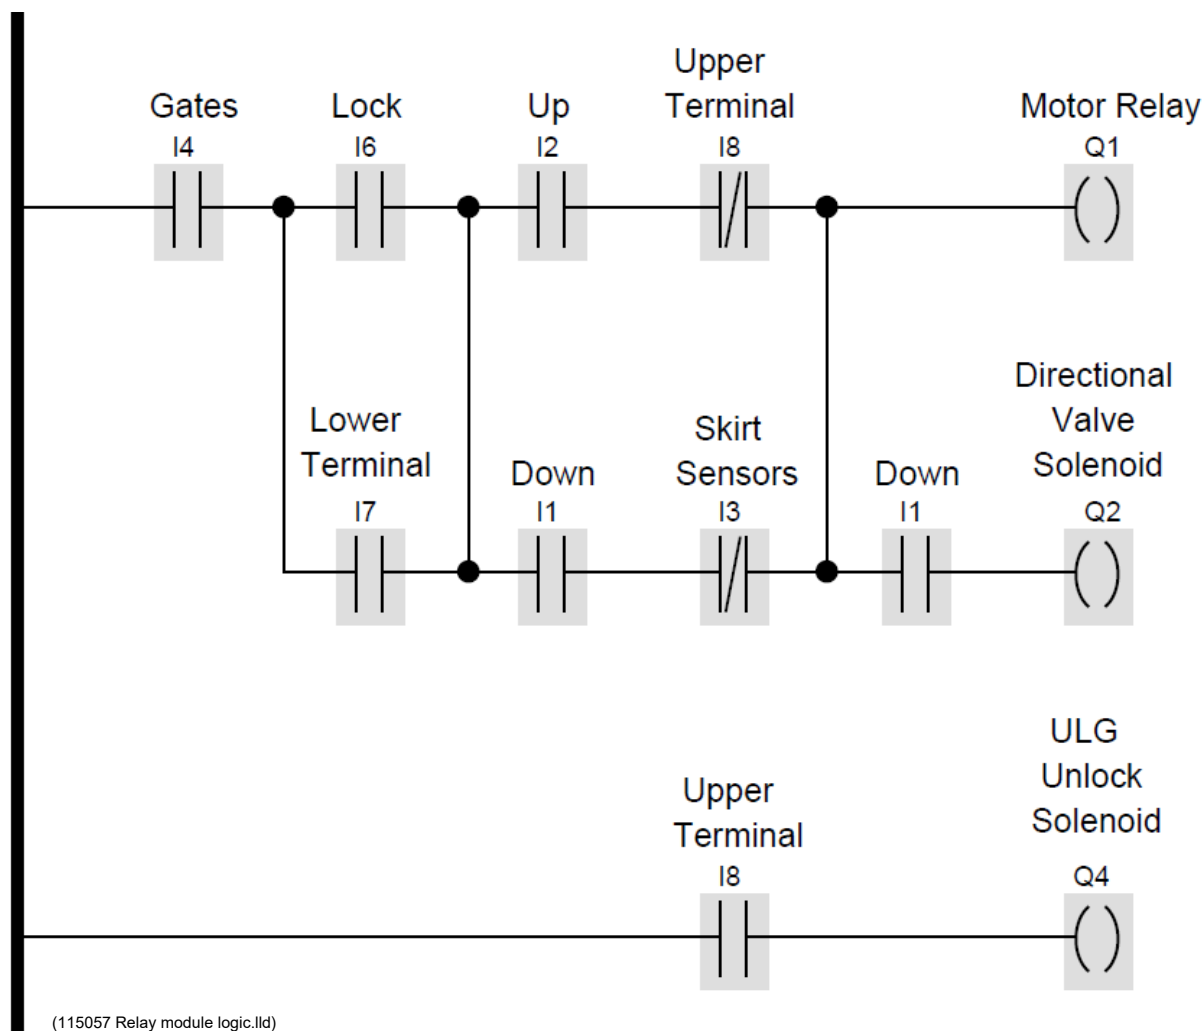 Upper
Gates Lock Up Terminal Motor Relay
I4 I6 I2 I8 Q1
Directional
Lower Skirt Valve
Terminal Down Sensors Down Solenoid
I7 I1 I3 I1 Q2
ULG
Upper Unlock
Terminal Solenoid
I8 Q4
(115057 Relay module logic.lld)